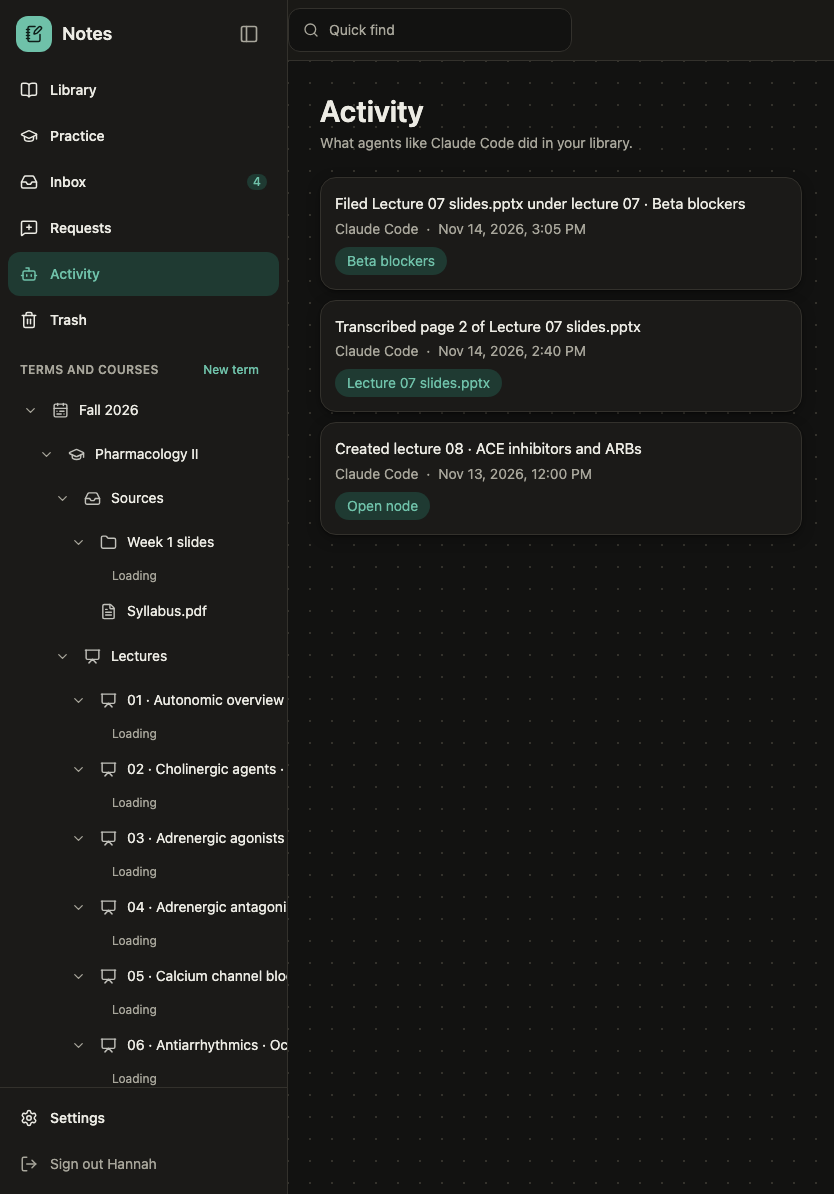 Notes
Quick find
Library
Practice
Inbox
4
Requests
Activity
Trash
TERMS AND COURSES
New term
Fall 2026
Pharmacology II
Sources
Week 1 slides
Loading
Syllabus.pdf
Lectures
01 · Autonomic overview
Loading
02 · Cholinergic agents ·
Loading
03 · Adrenergic agonists
Loading
04 · Adrenergic antagoni
Loading
05 · Calcium channel blo
Loading
06 · Antiarrhythmics · Oc
Loading
Settings
Sign out Hannah
Activity
What agents like Claude Code did in your library.
Filed Lecture 07 slides.pptx under lecture 07 · Beta blockers
Claude Code · Nov 14, 2026, 3:05 PM
Beta blockers
Transcribed page 2 of Lecture 07 slides.pptx
Claude Code · Nov 14, 2026, 2:40 PM
Lecture 07 slides.pptx
Created lecture 08 · ACE inhibitors and ARBs
Claude Code · Nov 13, 2026, 12:00 PM
Open node